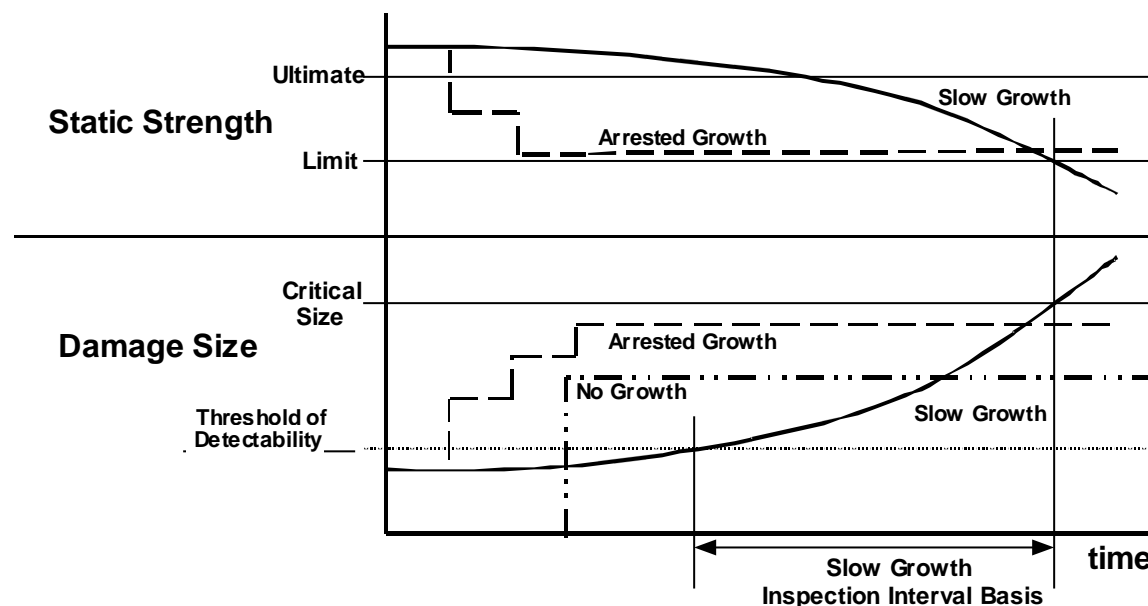 Ultimate
Slow Growth
Static Strength
Arrested Growth
Limit
Critical
Size
Damage Size
Arrested Growth
No Growth
Slow Growth
Threshold of
Detectability
time
Slow Growth
Inspection Interval Basis